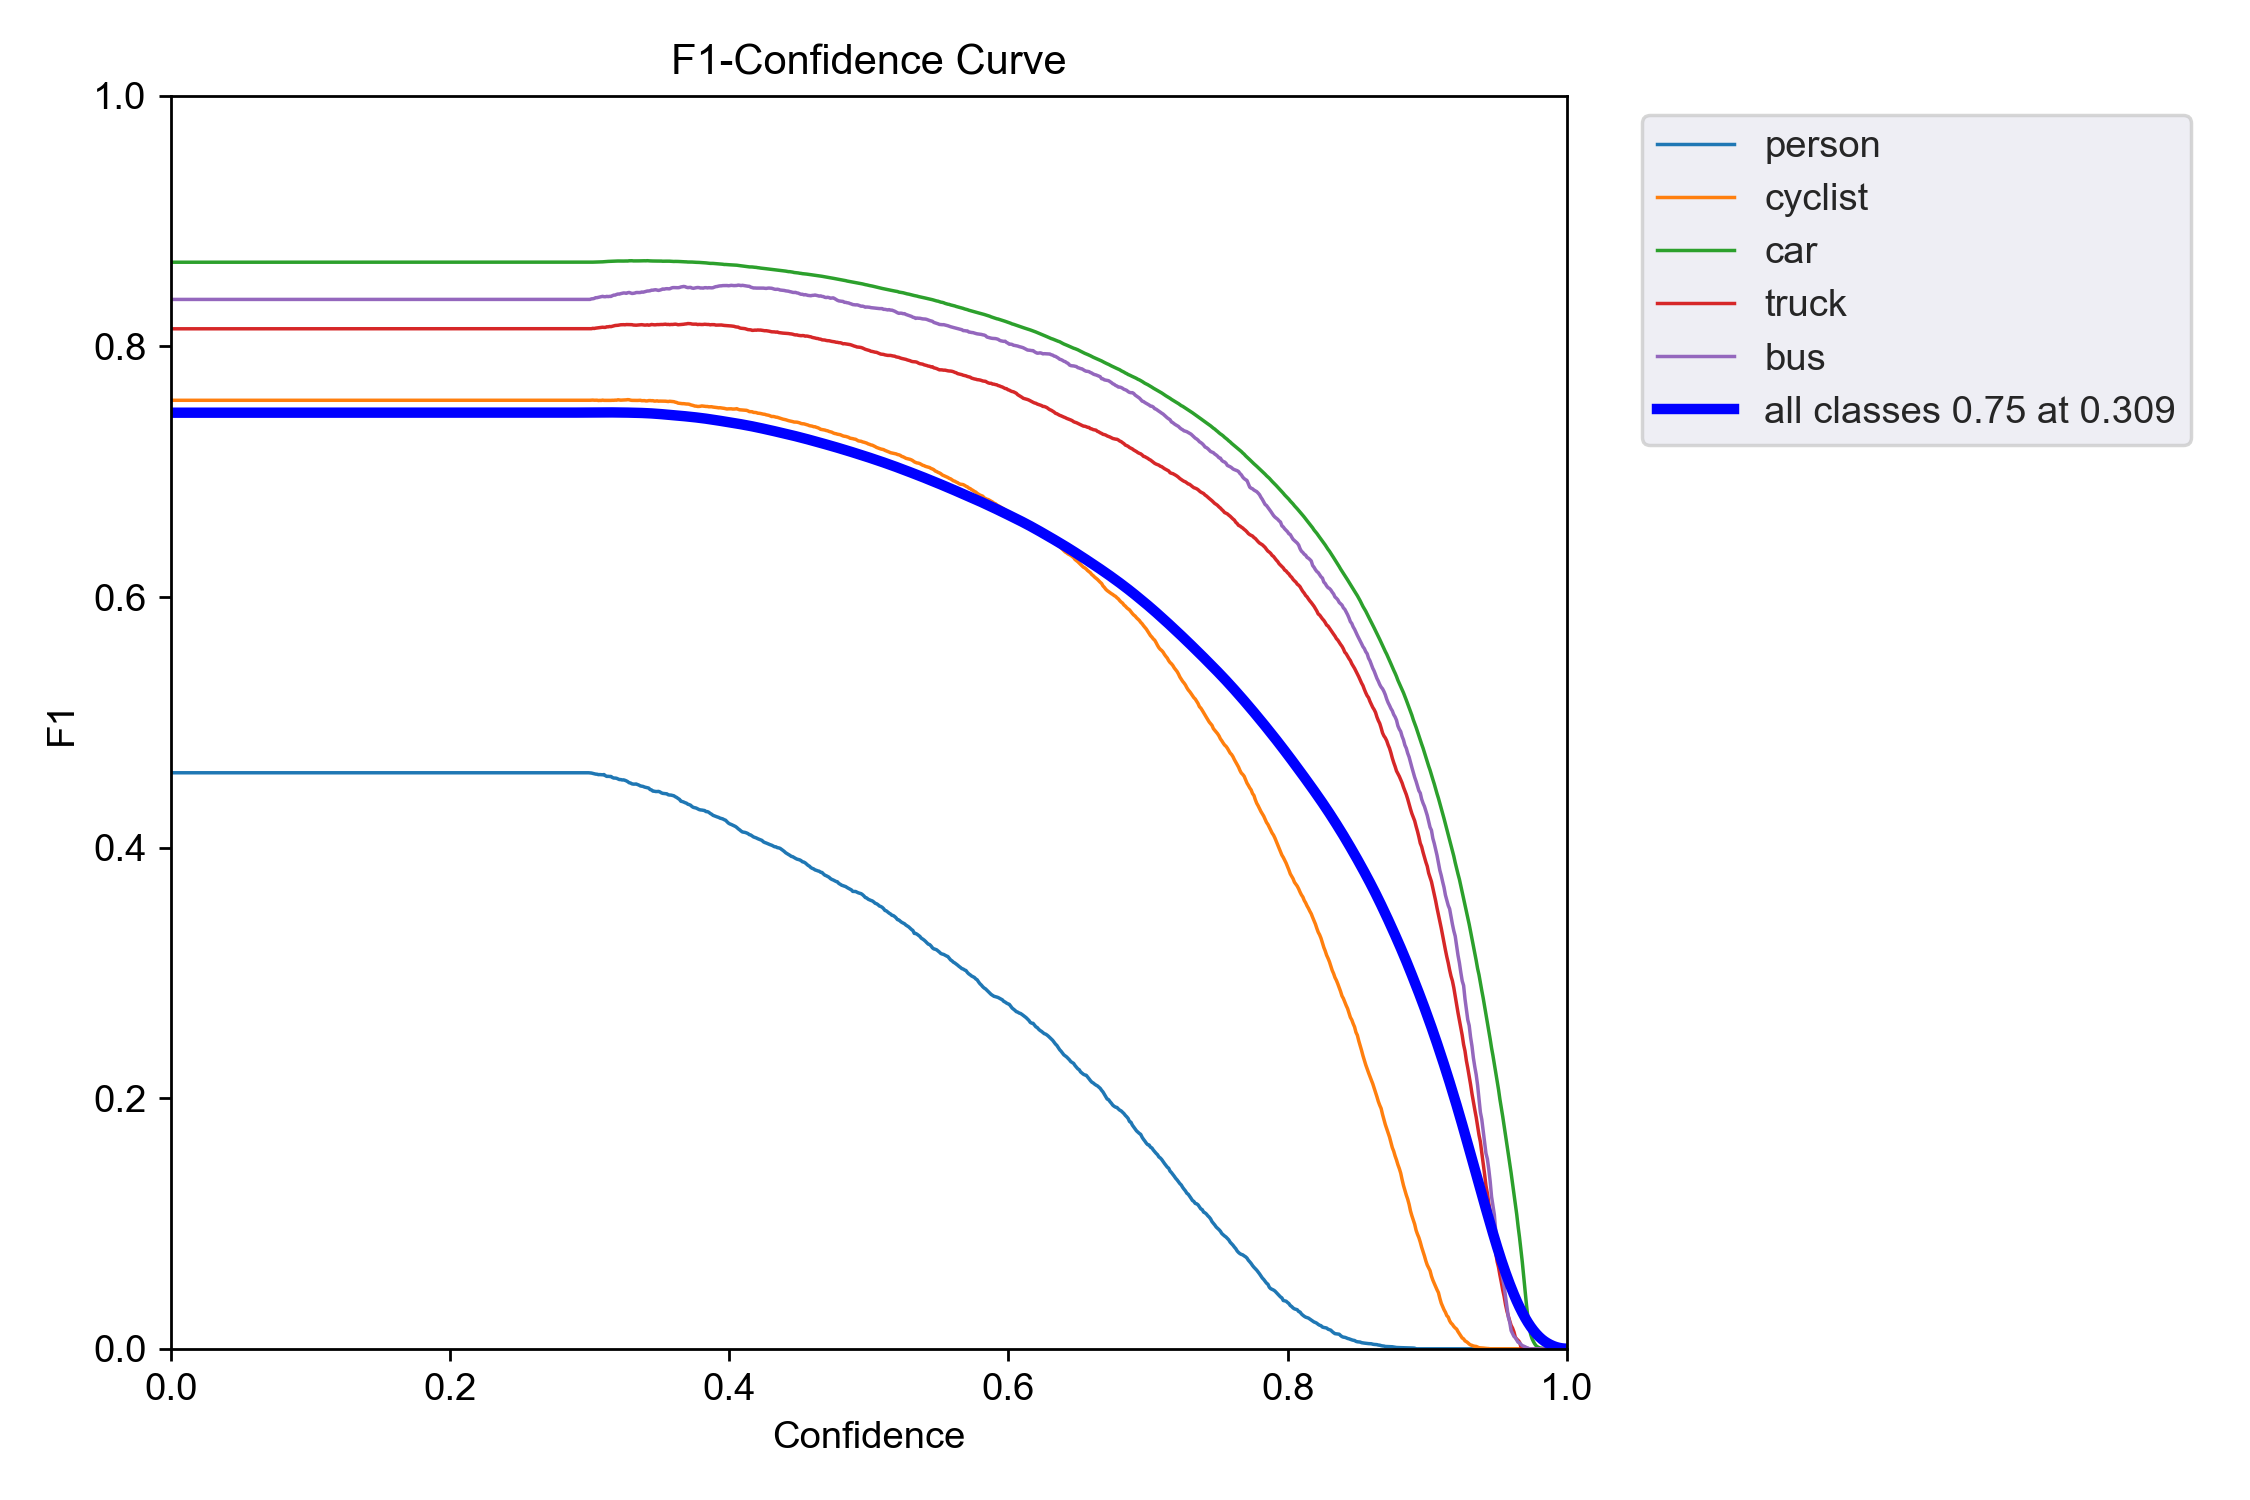 F1-Confidence Curve
1.0
0.8
0.6
0.4
0.2
0.0
F1
0.0 0.2 0.4 0.6 0.8 1.0
Confidence
person
cyclist
car
truck
bus
all classes 0.75 at 0.309